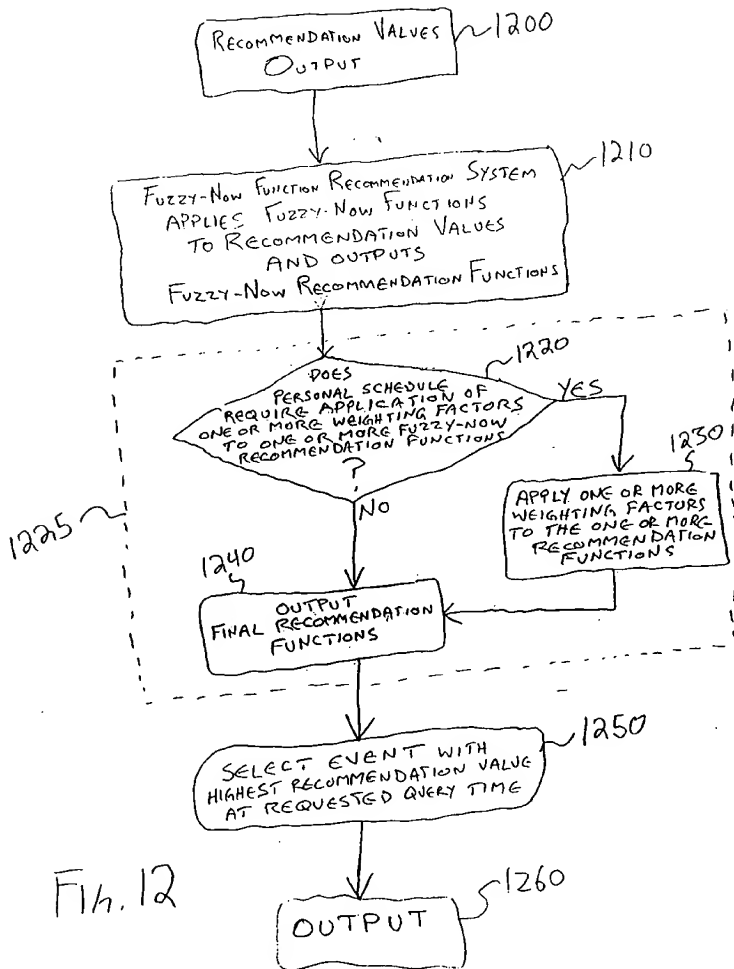 RECOMMENDATION VALUES
OUTPUT
1200
FUZZY-NOW FUNCTION RECOMMENDATION SYSTEM
APPLIES FUZZY-NOW FUNCTIONS
TO RECOMMENDATION VALUES
AND OUTPUTS
FUZZY-NOW RECOMMENDATION FUNCTIONS
1210
DOES
PERSONAL SCHEDULE
REQUIRE APPLICATION OF
ONE OR MORE WEIGHTING FACTORS
TO ONE OR MORE FUZZY-NOW
RECOMMENDATION FUNCTIONS
?
1220
YES
NO
1230
APPLY ONE OR MORE
WEIGHTING FACTORS
TO THE ONE OR MORE
RECOMMENDATION
FUNCTIONS
1225
1240
OUTPUT
FINAL RECOMMENDATION
FUNCTIONS
SELECT EVENT WITH
HIGHEST RECOMMENDATION VALUE
AT REQUESTED QUERY TIME
1250
FIG. 12
OUTPUT
1260